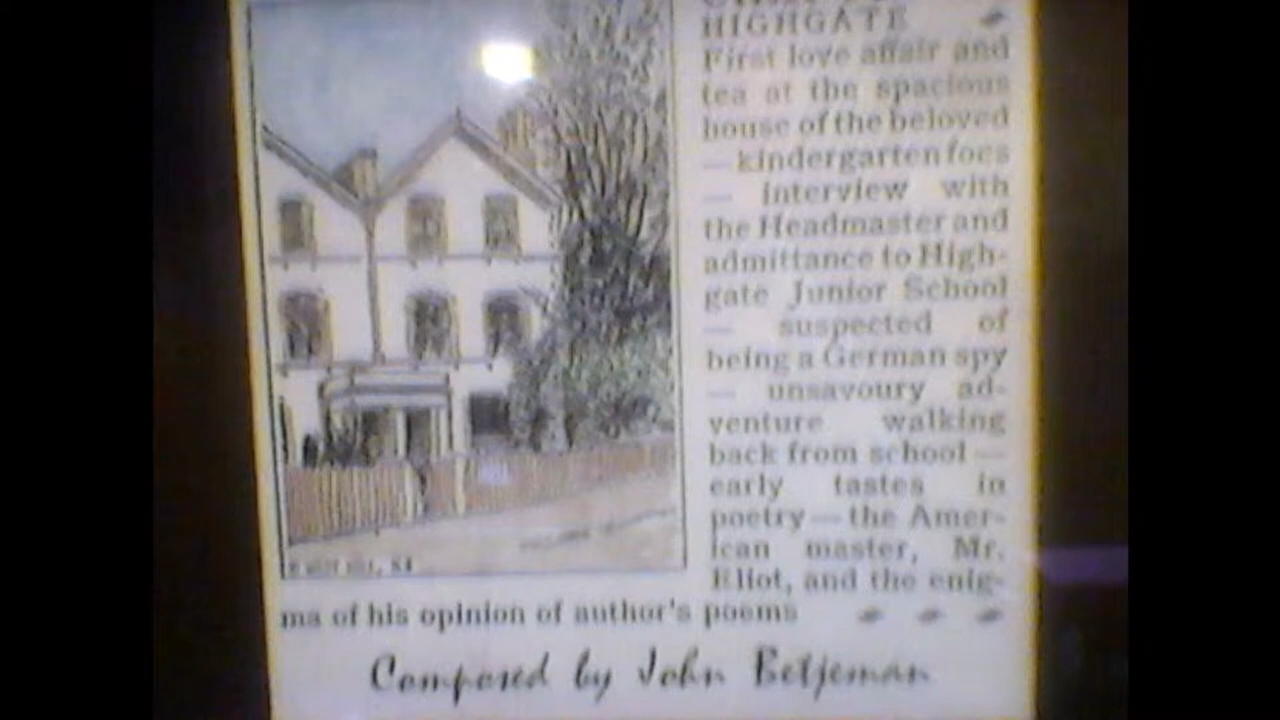 HIGHGATE
First love affair and
tea at the spacious
house of the beloved
— kindergarten foes
— interview with
the Headmaster and
admittance to High-
gate Junior School
— suspected of
being a German spy
— unsavoury ad-
venture walking
back from school —
early tastes in
poetry — the Amer-
ican master, Mr.
Eliot, and the enig-
ma of his opinion of author's poems
Composed by John Betjeman